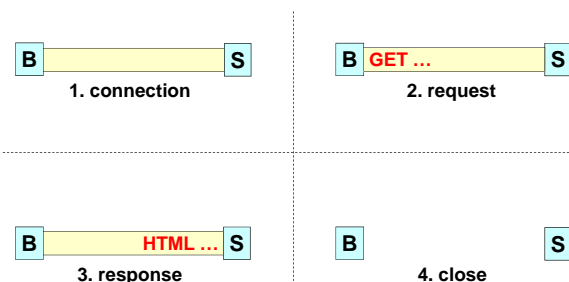 B S
1. connection
B GET … S
2. request
B HTML … S
3. response
B S
4. close